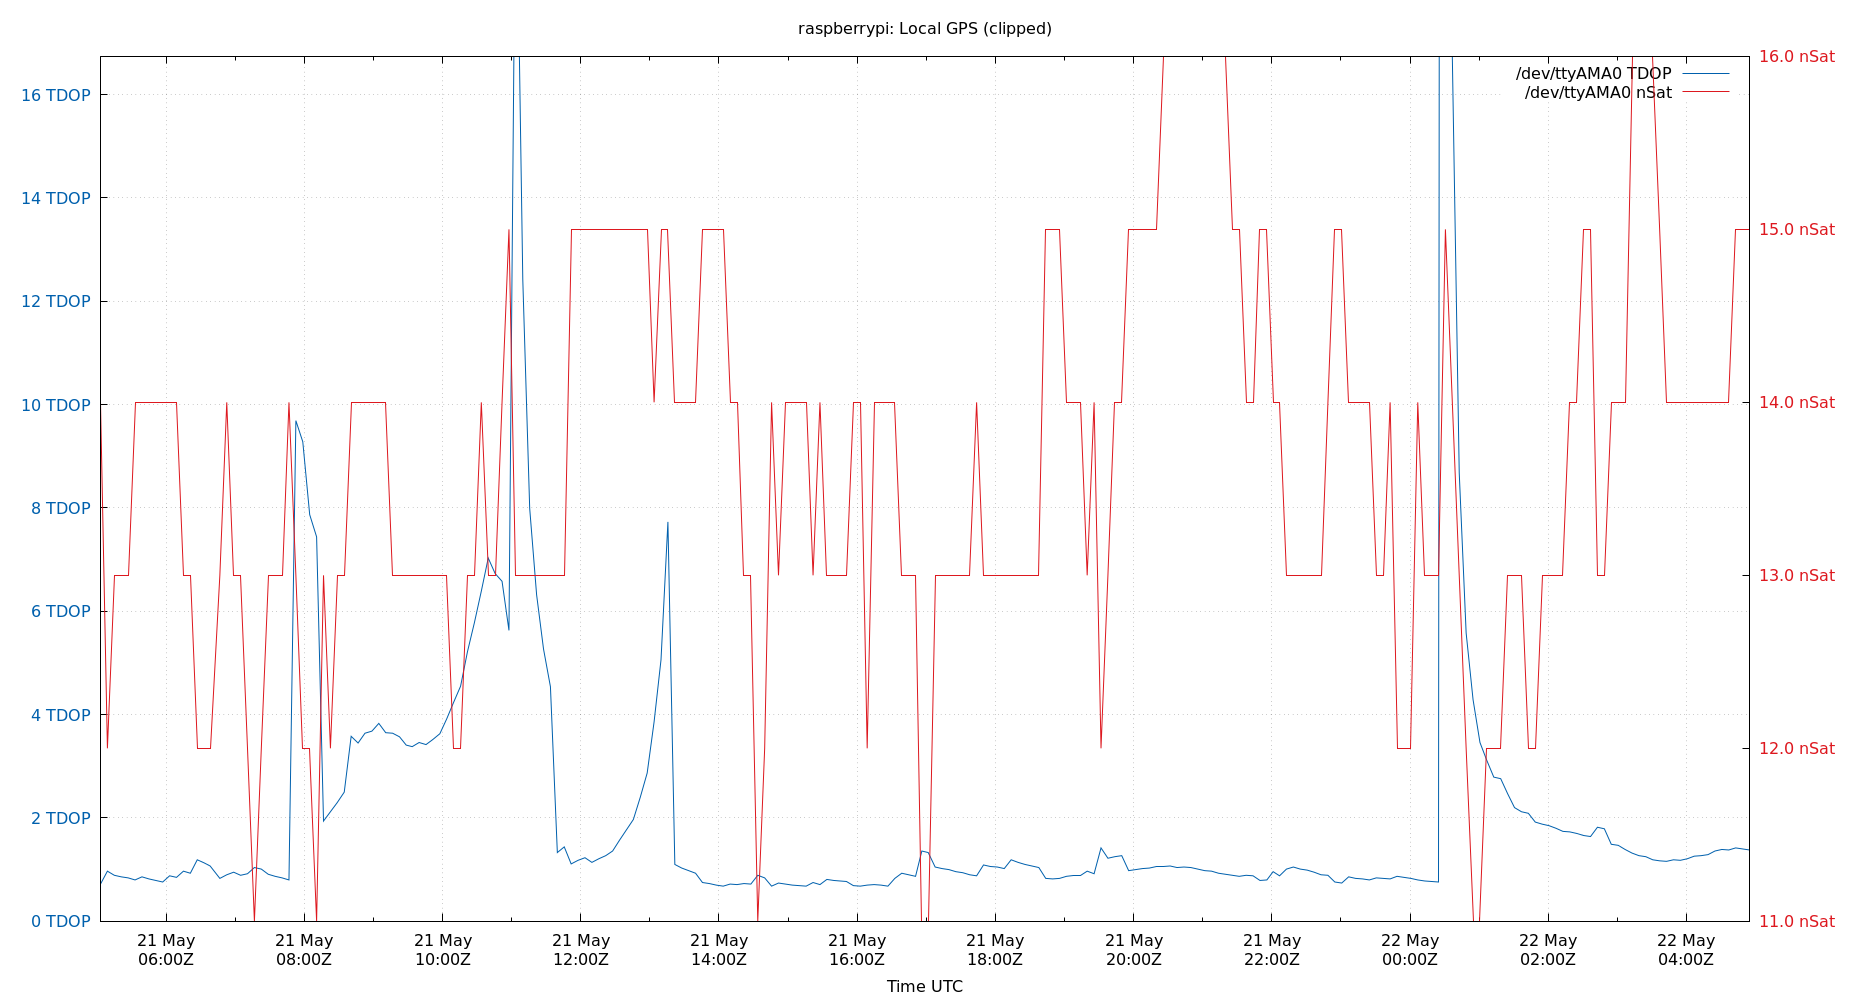 raspberrypi: Local GPS (clipped)
/dev/ttyAMA0 TDOP
/dev/ttyAMA0 nSat
16 TDOP
14 TDOP
12 TDOP
10 TDOP
8 TDOP
6 TDOP
4 TDOP
2 TDOP
0 TDOP
16.0 nSat
15.0 nSat
14.0 nSat
13.0 nSat
12.0 nSat
11.0 nSat
21 May
06:00Z
21 May
08:00Z
21 May
10:00Z
21 May
12:00Z
21 May
14:00Z
21 May
16:00Z
21 May
18:00Z
21 May
20:00Z
21 May
22:00Z
22 May
00:00Z
22 May
02:00Z
22 May
04:00Z
Time UTC